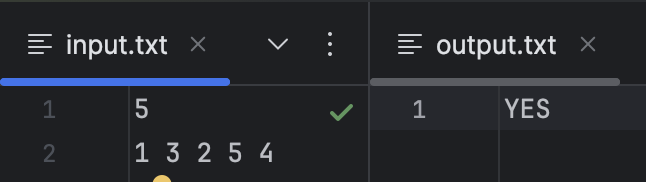 input.txt
output.txt
1 5
2 1 3 2 5 4
1 YES